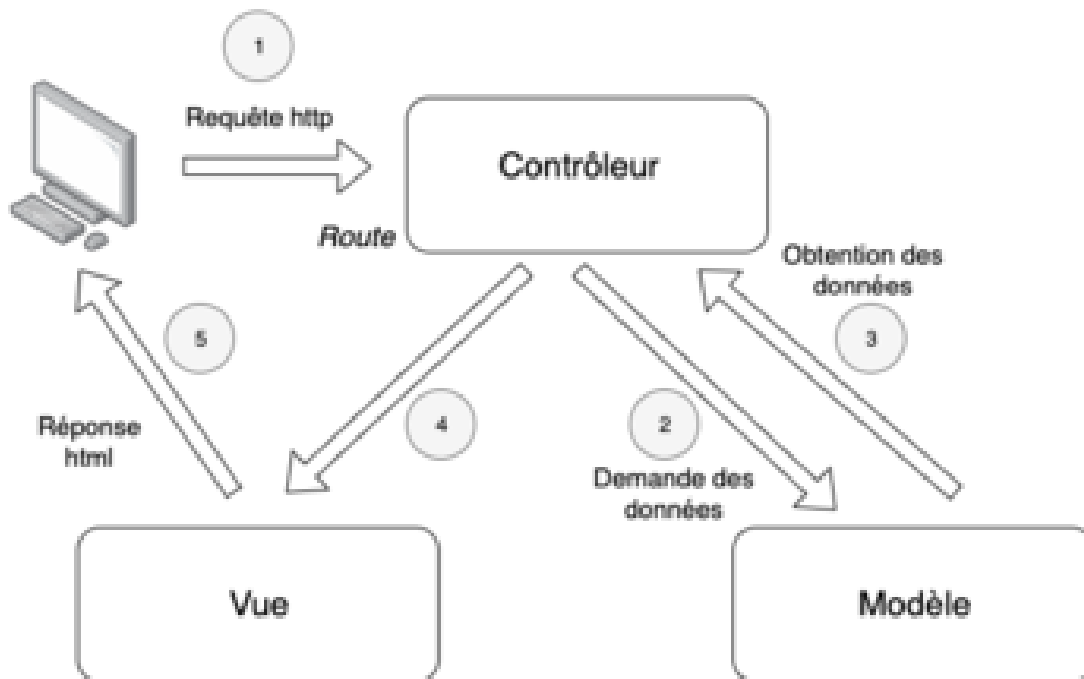 1
Requête http
Contrôleur
Route
Obtention des
données
3
5
4
2
Réponse
html
Demande des
données
Vue
Modèle